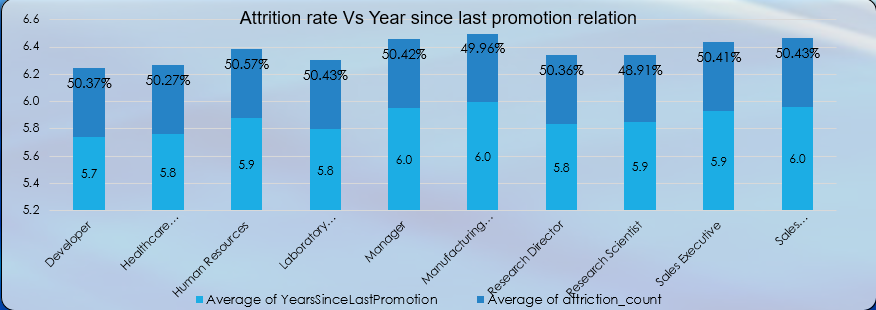 Attrition rate Vs Year since last promotion relation
6.6
6.4
6.2
6.0
5.8
5.6
5.4
5.2
50.37%
50.27%
50.57%
50.43%
50.42%
49.96%
50.36%
48.91%
50.41%
50.43%
5.7
5.8
5.9
5.8
6.0
6.0
5.8
5.9
5.9
6.0
Developer
Healthcare...
Human Resources
Laboratory...
Manager
Manufacturing...
Research Director
Research Scientist
Sales Executive
Sales...
Average of YearsSinceLastPromotion
Average of attriction_count